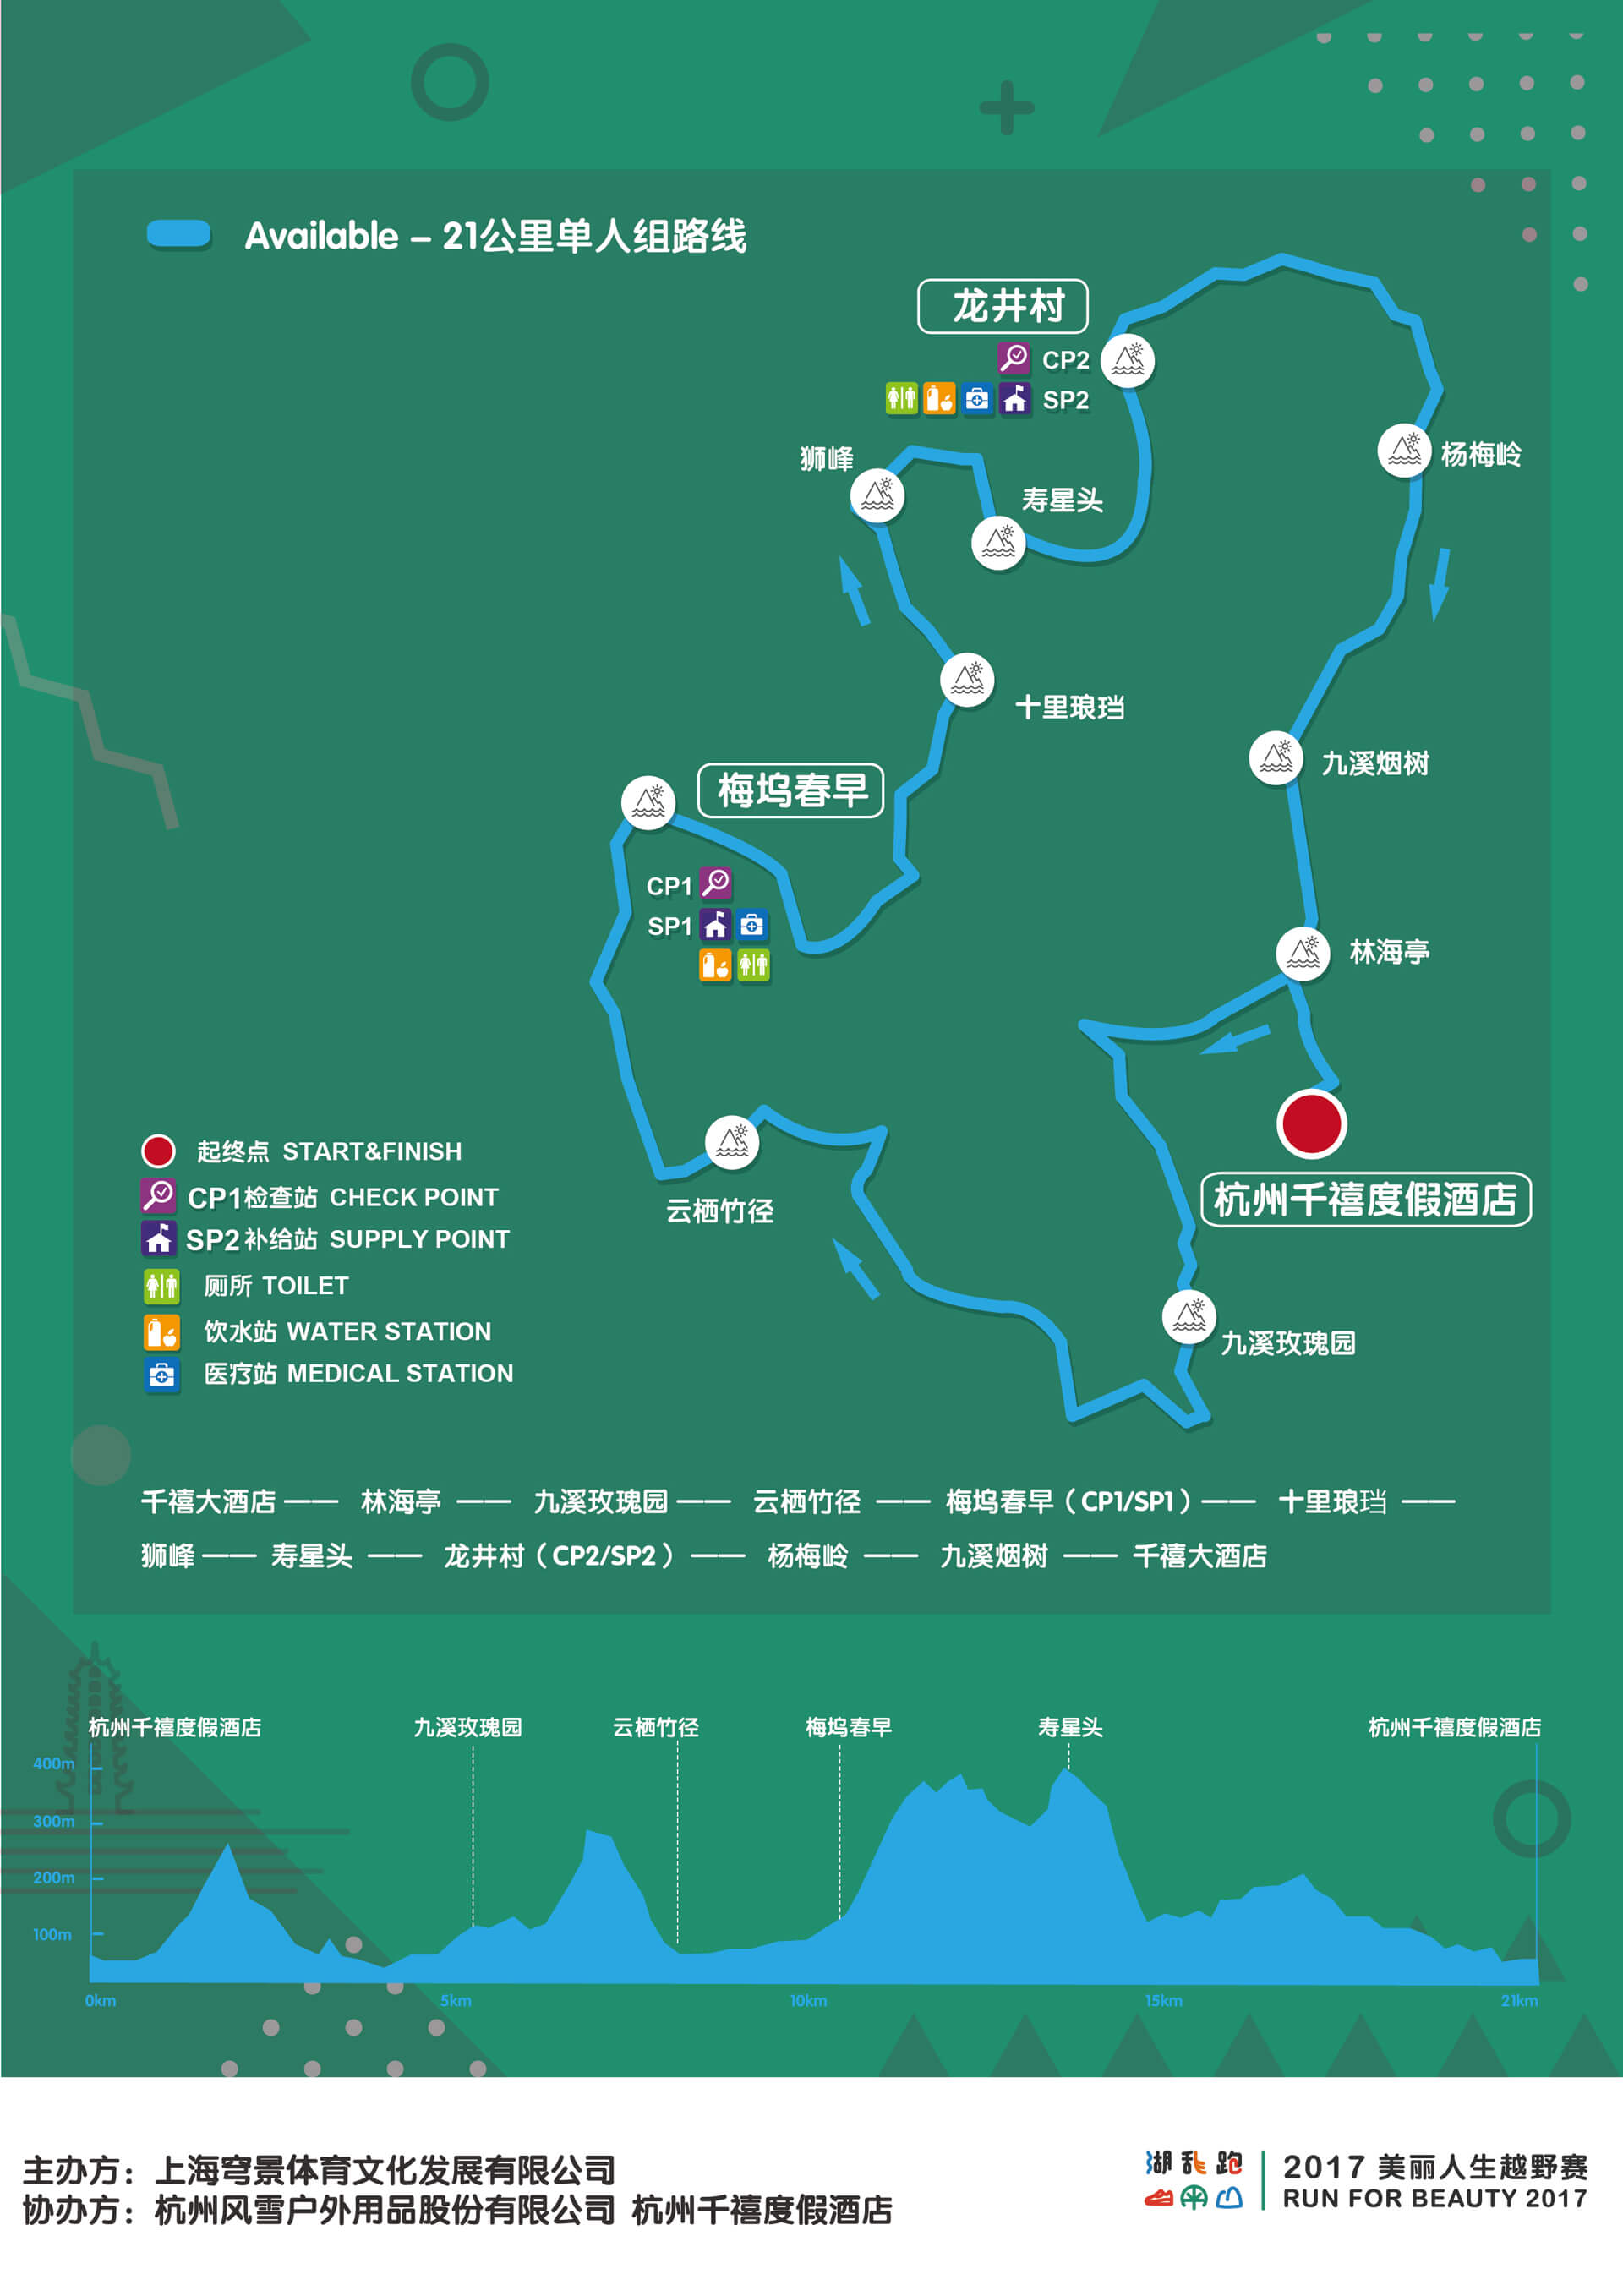 Available – 21公里单人组路线
龙井村
CP2
SP2
狮峰
寿星头
杨梅岭
十里琅珰
九溪烟树
梅坞春早
CP1
SP1
林海亭
杭州千禧度假酒店
云栖竹径
九溪玫瑰园
起终点 START&FINISH
CP1检查站 CHECK POINT
SP2补给站 SUPPLY POINT
厕所 TOILET
饮水站 WATER STATION
医疗站 MEDICAL STATION
千禧大酒店 —— 林海亭 —— 九溪玫瑰园 —— 云栖竹径 —— 梅坞春早（CP1/SP1）—— 十里琅珰 ——
狮峰 —— 寿星头 —— 龙井村（CP2/SP2） —— 杨梅岭 —— 九溪烟树 —— 千禧大酒店
杭州千禧度假酒店 九溪玫瑰园 云栖竹径 梅坞春早 寿星头 杭州千禧度假酒店
400m
300m
200m
100m
0km 5km 10km 15km 21km
主办方：上海穹景体育文化发展有限公司
协办方：杭州风雪户外用品股份有限公司 杭州千禧度假酒店
湖乱跑
2017 美丽人生越野赛
RUN FOR BEAUTY 2017